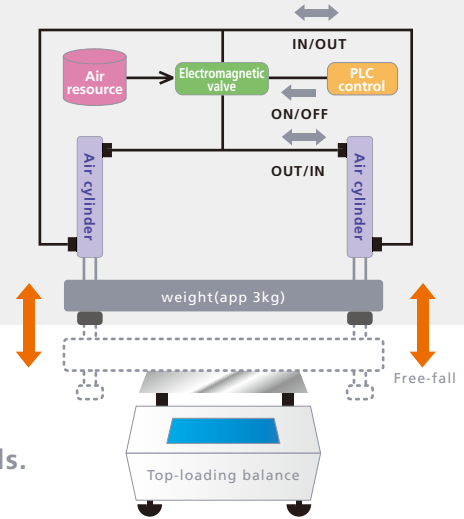 IN/OUT
Air
resource
Electromagnetic
valve
PLC
control
ON/OFF
OUT/IN
Air cylinder
Air cylinder
weight(app 3kg)
Free-fall
ls.
Top-loading balance